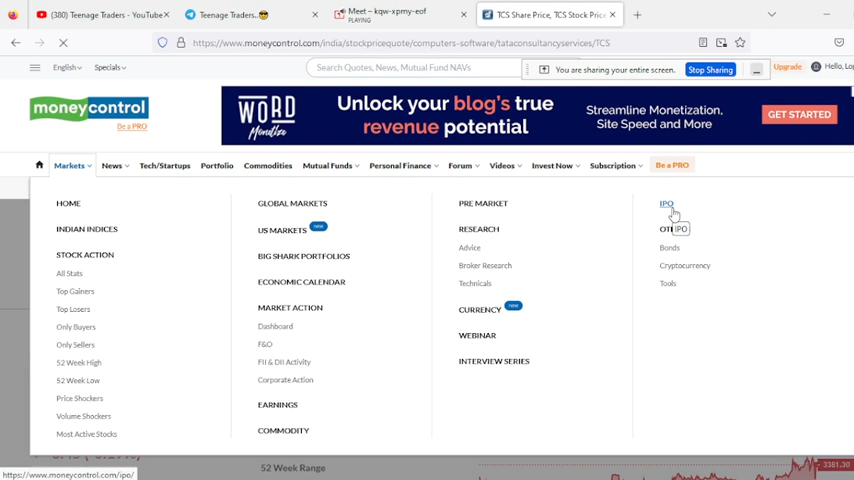 (380) Teenage Traders - YouTube
Teenage Traders..😎
Meet – kqw-xpmy-eof
PLAYING
TCS Share Price, TCS Stock Price
https://www.moneycontrol.com/india/stockpricequote/computers-software/tataconsultancyservices/TCS
English
Specials
Search Quotes, News, Mutual Fund NAVs
You are sharing your entire screen.
Stop Sharing
Upgrade
Hello, Log
moneycontrol
Be a PRO
WORD
Monetize
Unlock your blog's true
revenue potential
Streamline Monetization,
Site Speed and More
GET STARTED
Markets
News
Tech/Startups
Portfolio
Commodities
Mutual Funds
Personal Finance
Forum
Videos
Invest Now
Subscription
Be a PRO
HOME
INDIAN INDICES
STOCK ACTION
All Stats
Top Gainers
Top Losers
Only Buyers
Only Sellers
52 Week High
52 Week Low
Price Shockers
Volume Shockers
Most Active Stocks
GLOBAL MARKETS
US MARKETS new
BIG SHARK PORTFOLIOS
ECONOMIC CALENDAR
MARKET ACTION
Dashboard
F&O
FII & DII Activity
Corporate Action
EARNINGS
COMMODITY
PRE MARKET
RESEARCH
Advice
Broker Research
Technicals
CURRENCY new
WEBINAR
INTERVIEW SERIES
IPO
IPO
Bonds
Cryptocurrency
Tools
52 Week Range
3381.30
https://www.moneycontrol.com/ipo/